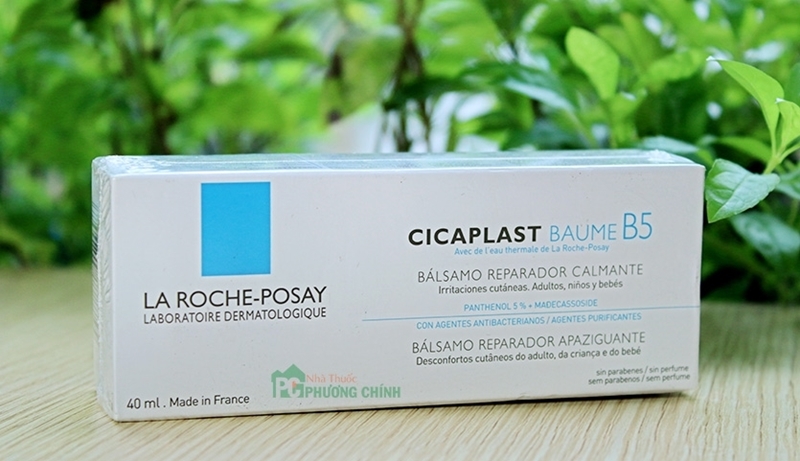 LA ROCHE-POSAY
LABORATOIRE DERMATOLOGIQUE
40 ml. Made in France
CICAPLAST BAUME B5
Avec de l'eau thermale de La Roche-Posay
BÁLSAMO REPARADOR CALMANTE
Irritaciones cutáneas. Adultos, niños y bebés
PANTHENOL 5% + MADECASSOSIDE
CON AGENTES ANTIBACTERIANOS / AGENTES PURIFICANTES
BÁLSAMO REPARADOR APAZIGUANTE
Desconfortos cutâneos do adulto, da criança e do bebé
sin parabenes / sin perfume
sem parabenos / sem perfume
PC
Nhà Thuốc
PHƯƠNG CHÍNH